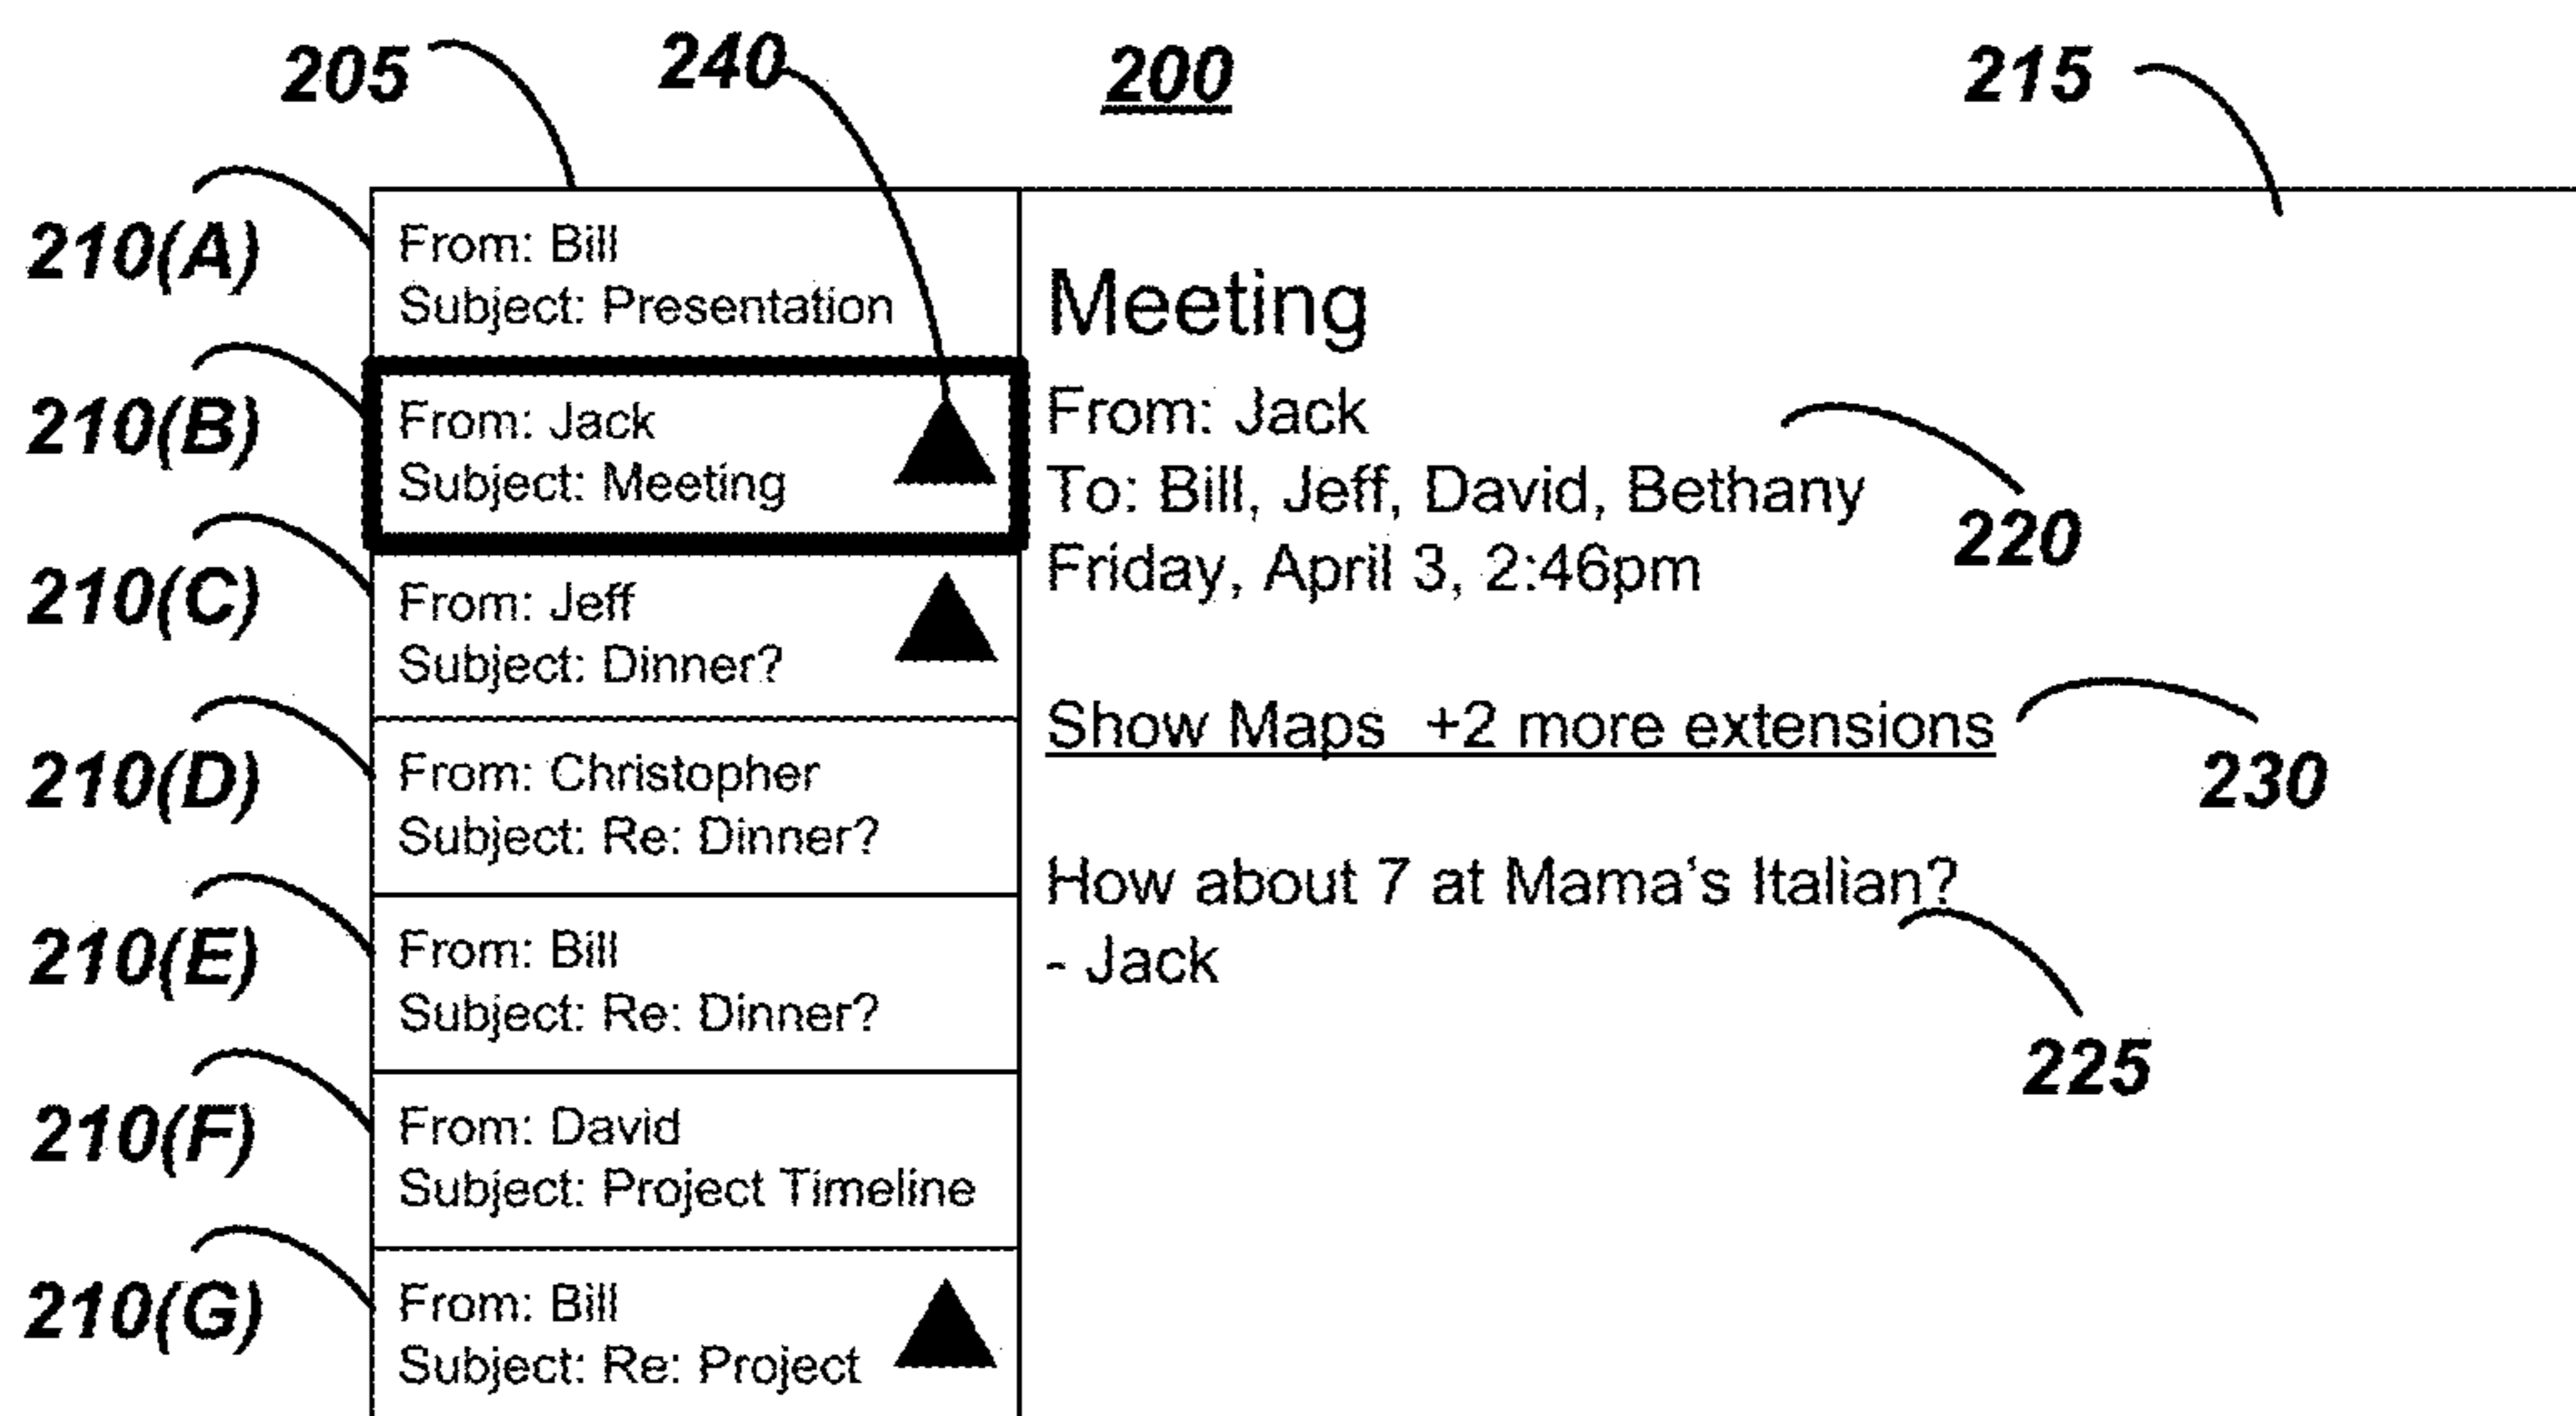 205 240 200 215
210(A)
From: Bill
Subject: Presentation
210(B)
From: Jack
Subject: Meeting
210(C)
From: Jeff
Subject: Dinner?
210(D)
From: Christopher
Subject: Re: Dinner?
210(E)
From: Bill
Subject: Re: Dinner?
210(F)
From: David
Subject: Project Timeline
210(G)
From: Bill
Subject: Re: Project
Meeting
From: Jack
To: Bill, Jeff, David, Bethany
220
Friday, April 3, 2:46pm
Show Maps +2 more extensions
230
How about 7 at Mama's Italian?
- Jack
225